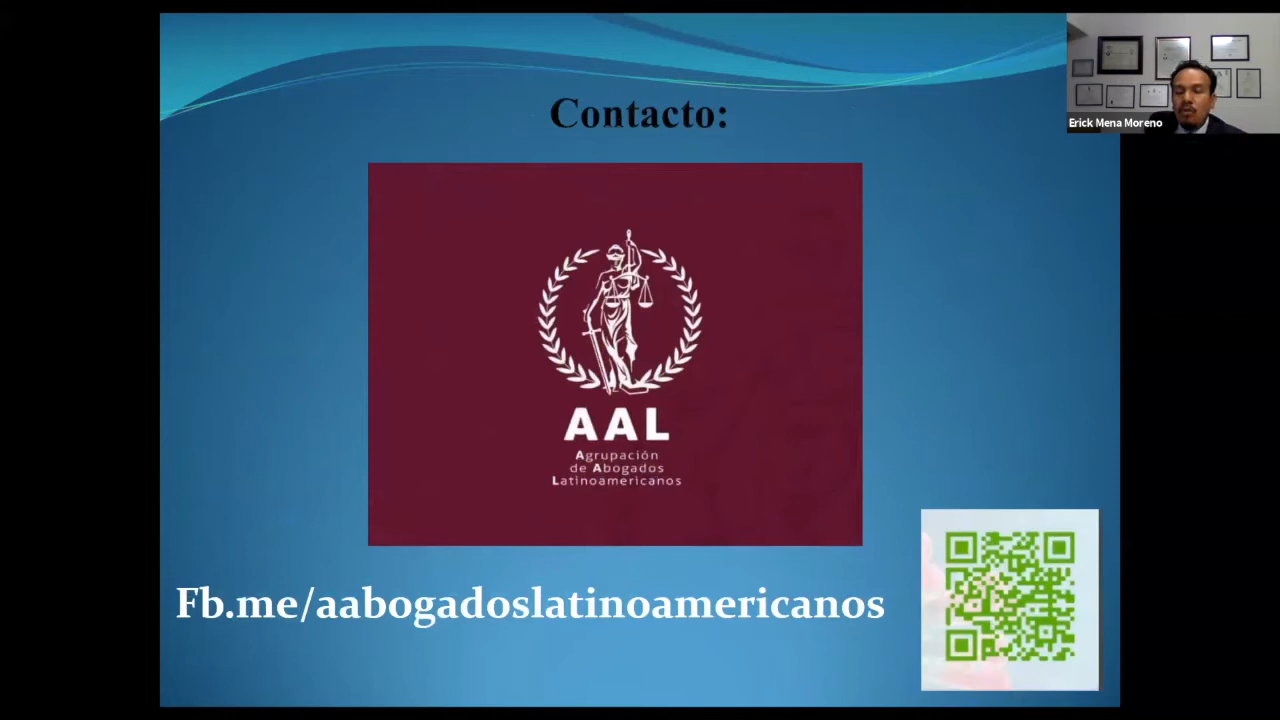 Contacto:
Erick Mena Moreno
AAL
Agrupación
de Abogados
Latinoamericanos
Fb.me/aabogadoslatinoamericanos